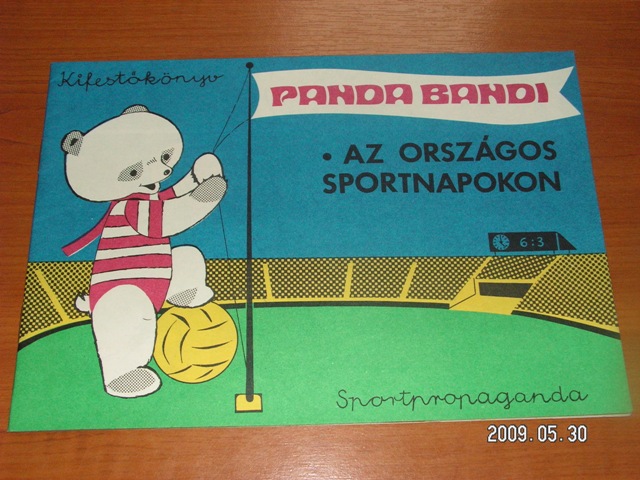 Kifestőkönyv
PANDA BANDI
• AZ ORSZÁGOS
SPORTNAPOKON
6:3
Sportpropaganda
2009.05.30